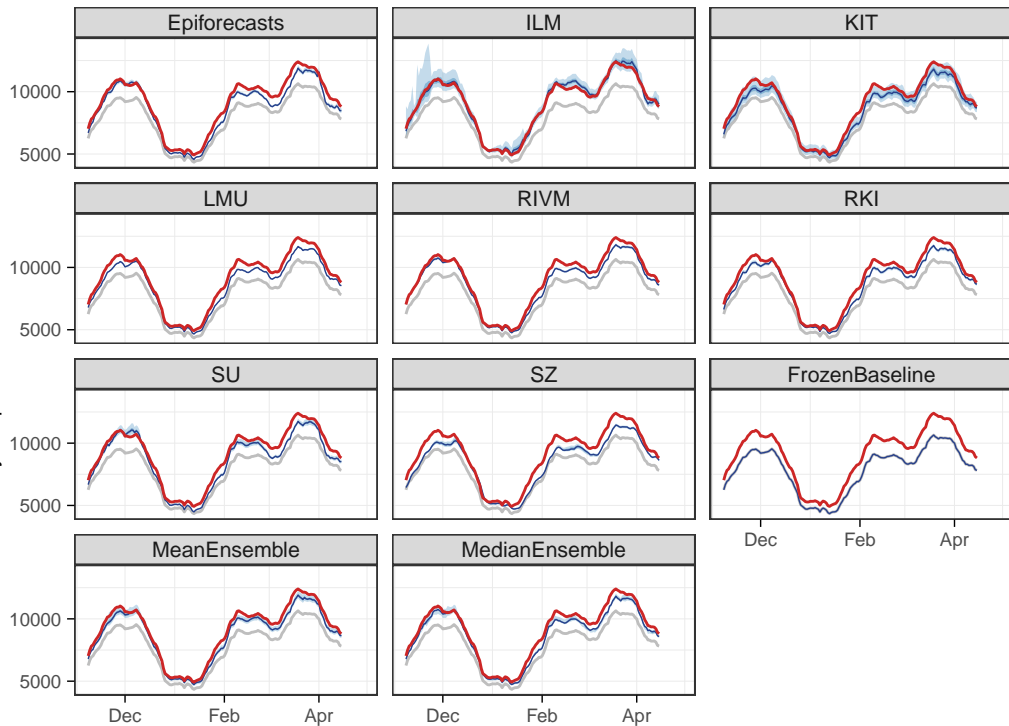 Epiforecasts ILM KIT
10000
5000
LMU RIVM RKI
10000
5000
SU SZ FrozenBaseline
10000
5000
Dec Feb Apr
MeanEnsemble MedianEnsemble
10000
5000
Dec Feb Apr Dec Feb Apr